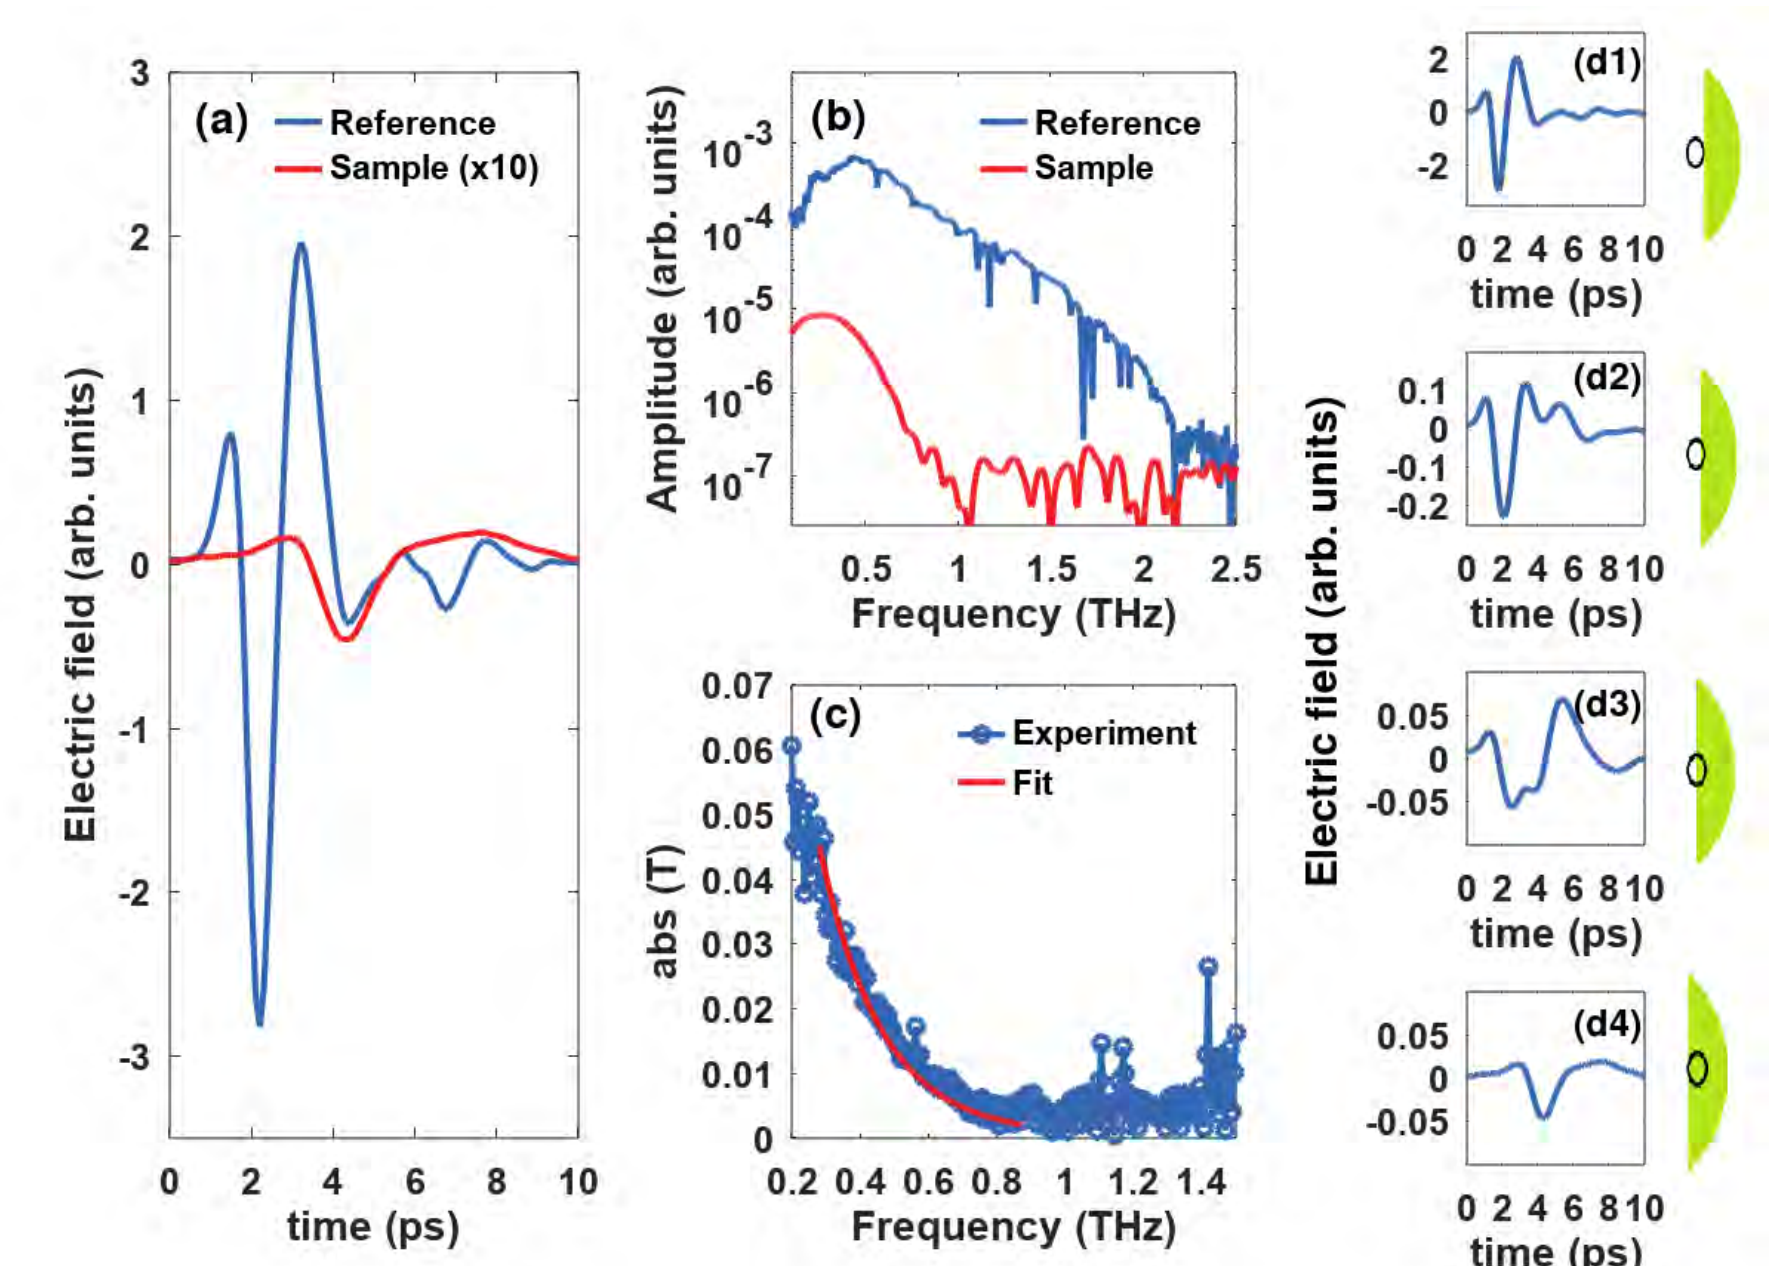 (a)
Reference
Sample (x10)
3
2
1
0
-1
-2
-3
Electric field (arb. units)
0 2 4 6 8 10
time (ps)
(b)
Reference
Sample
10^-3
10^-4
10^-5
10^-6
10^-7
Amplitude (arb. units)
0.5 1 1.5 2 2.5
Frequency (THz)
(c)
Experiment
Fit
0.07
0.06
0.05
0.04
0.03
0.02
0.01
0
abs (T)
0.2 0.4 0.6 0.8 1 1.2 1.4
Frequency (THz)
Electric field (arb. units)
(d1)
2
0
-2
0 2 4 6 8 10
time (ps)
(d2)
0.1
0
-0.1
-0.2
0 2 4 6 8 10
time (ps)
(d3)
0.05
0
-0.05
0 2 4 6 8 10
time (ps)
(d4)
0.05
0
-0.05
0 2 4 6 8 10
time (ps)